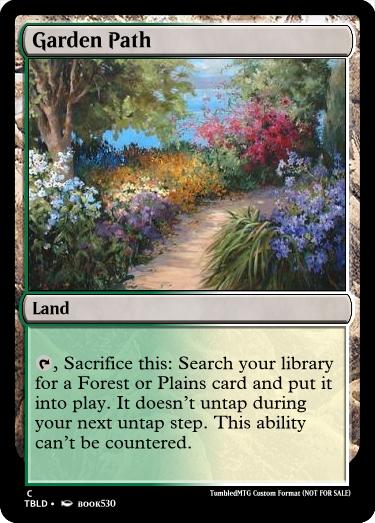 Garden Path
Land
, Sacrifice this: Search your library
for a Forest or Plains card and put it
into play. It doesn't untap during
your next untap step. This ability
can't be countered.
C
TBLD • BOOK530
TumbledMTG Custom Format (NOT FOR SALE)